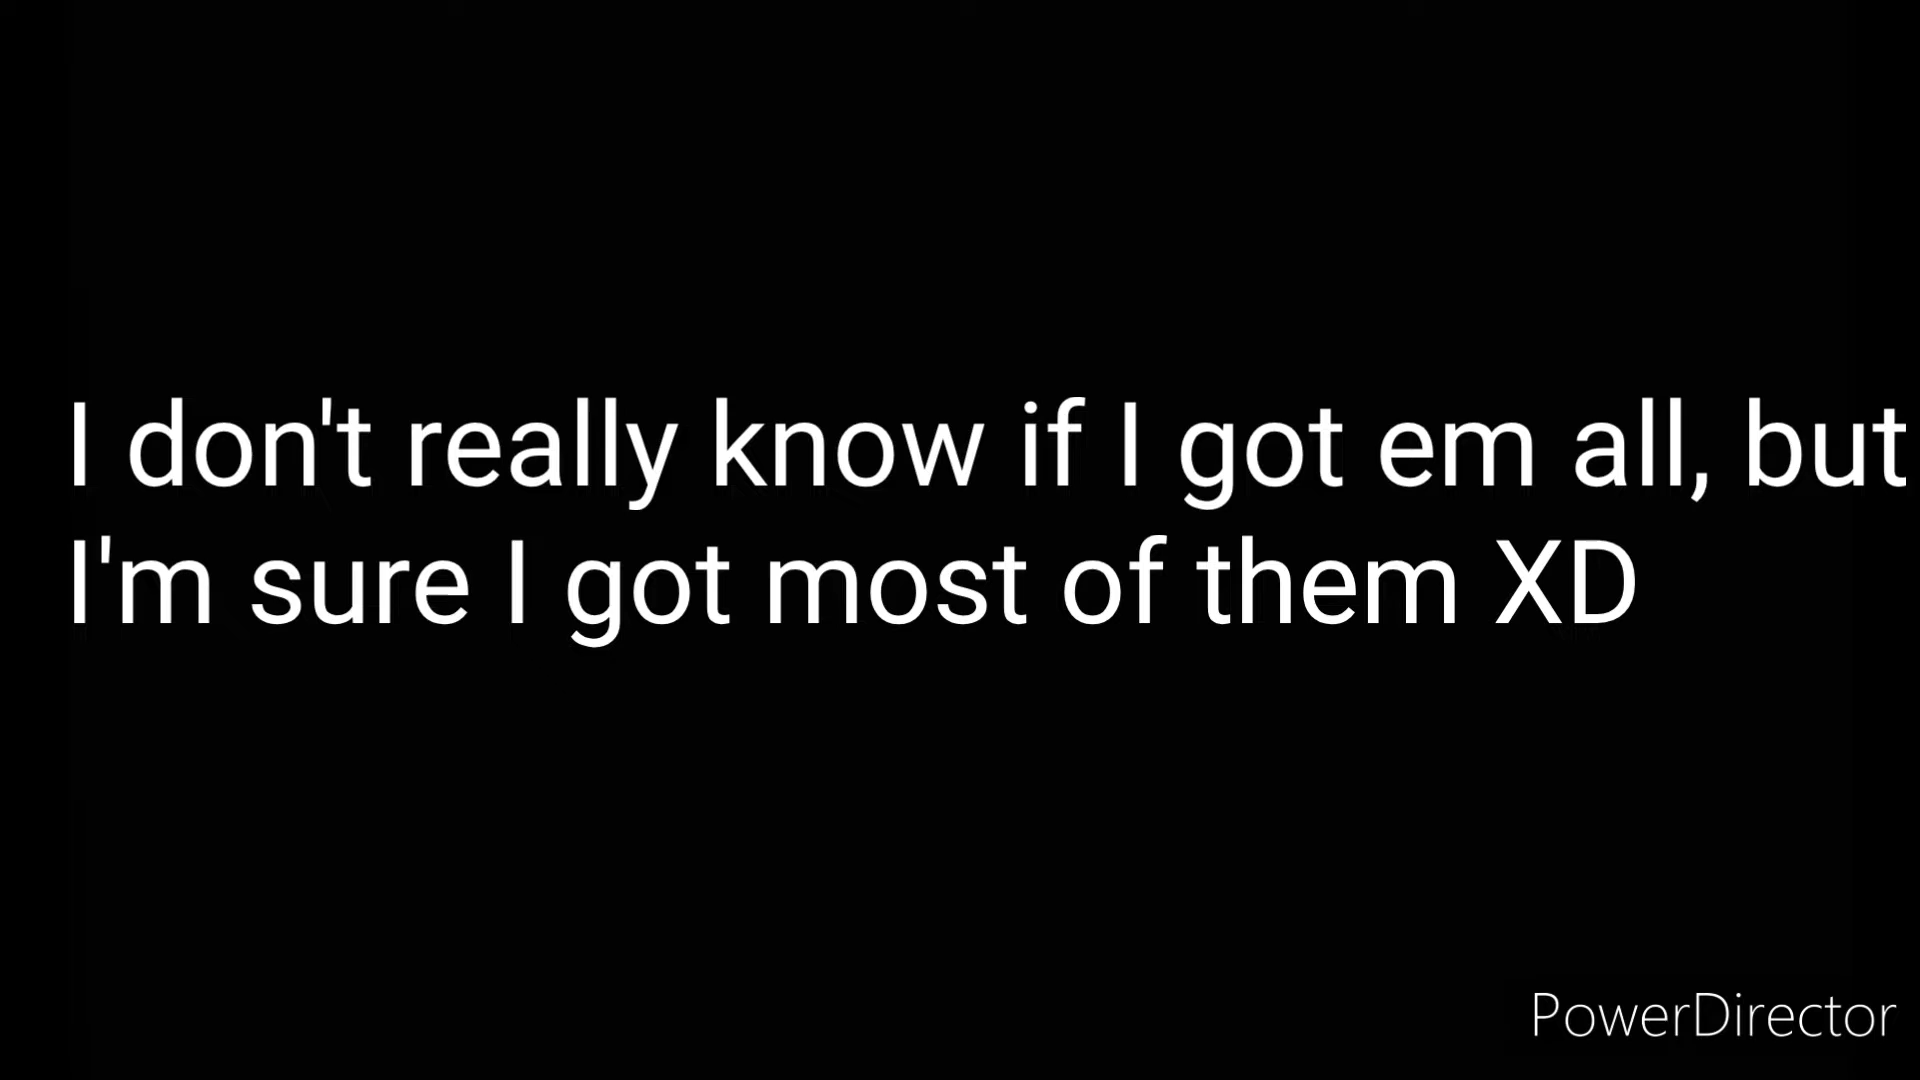 I don't really know if I got em all, but
I'm sure I got most of them XD
PowerDirector